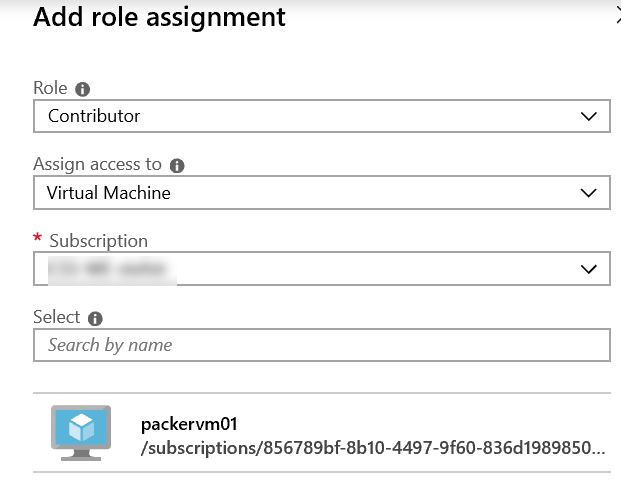 Add role assignment
Role
Contributor
Assign access to
Virtual Machine
* Subscription
Select
Search by name
packervm01
/subscriptions/856789bf-8b10-4497-9f60-836d1989850...